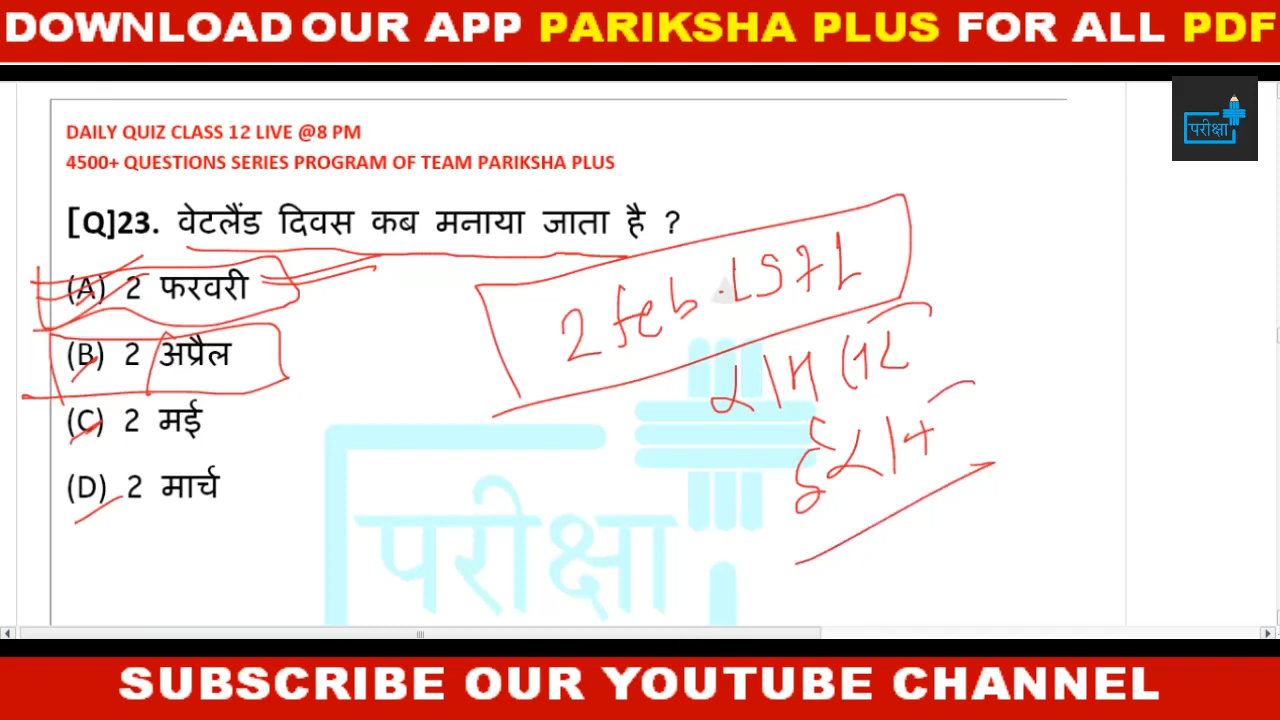 DOWNLOAD OUR APP PARIKSHA PLUS FOR ALL PDF
परीक्षा
DAILY QUIZ CLASS 12 LIVE @8 PM
4500+ QUESTIONS SERIES PROGRAM OF TEAM PARIKSHA PLUS
[Q]23. वेटलैंड दिवस कब मनाया जाता है ?
(A) 2 फरवरी
(B) 2 अप्रैल
(C) 2 मई
(D) 2 मार्च
2 feb 1971
परीक्षा
SUBSCRIBE OUR YOUTUBE CHANNEL